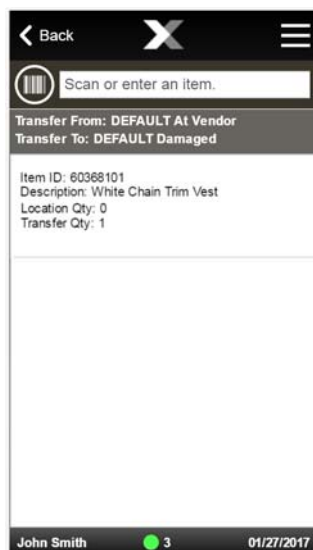 Back
Scan or enter an item.
Transfer From: DEFAULT At Vendor
Transfer To: DEFAULT Damaged
Item ID: 60368101
Description: White Chain Trim Vest
Location Qty: 0
Transfer Qty: 1
John Smith 3 01/27/2017